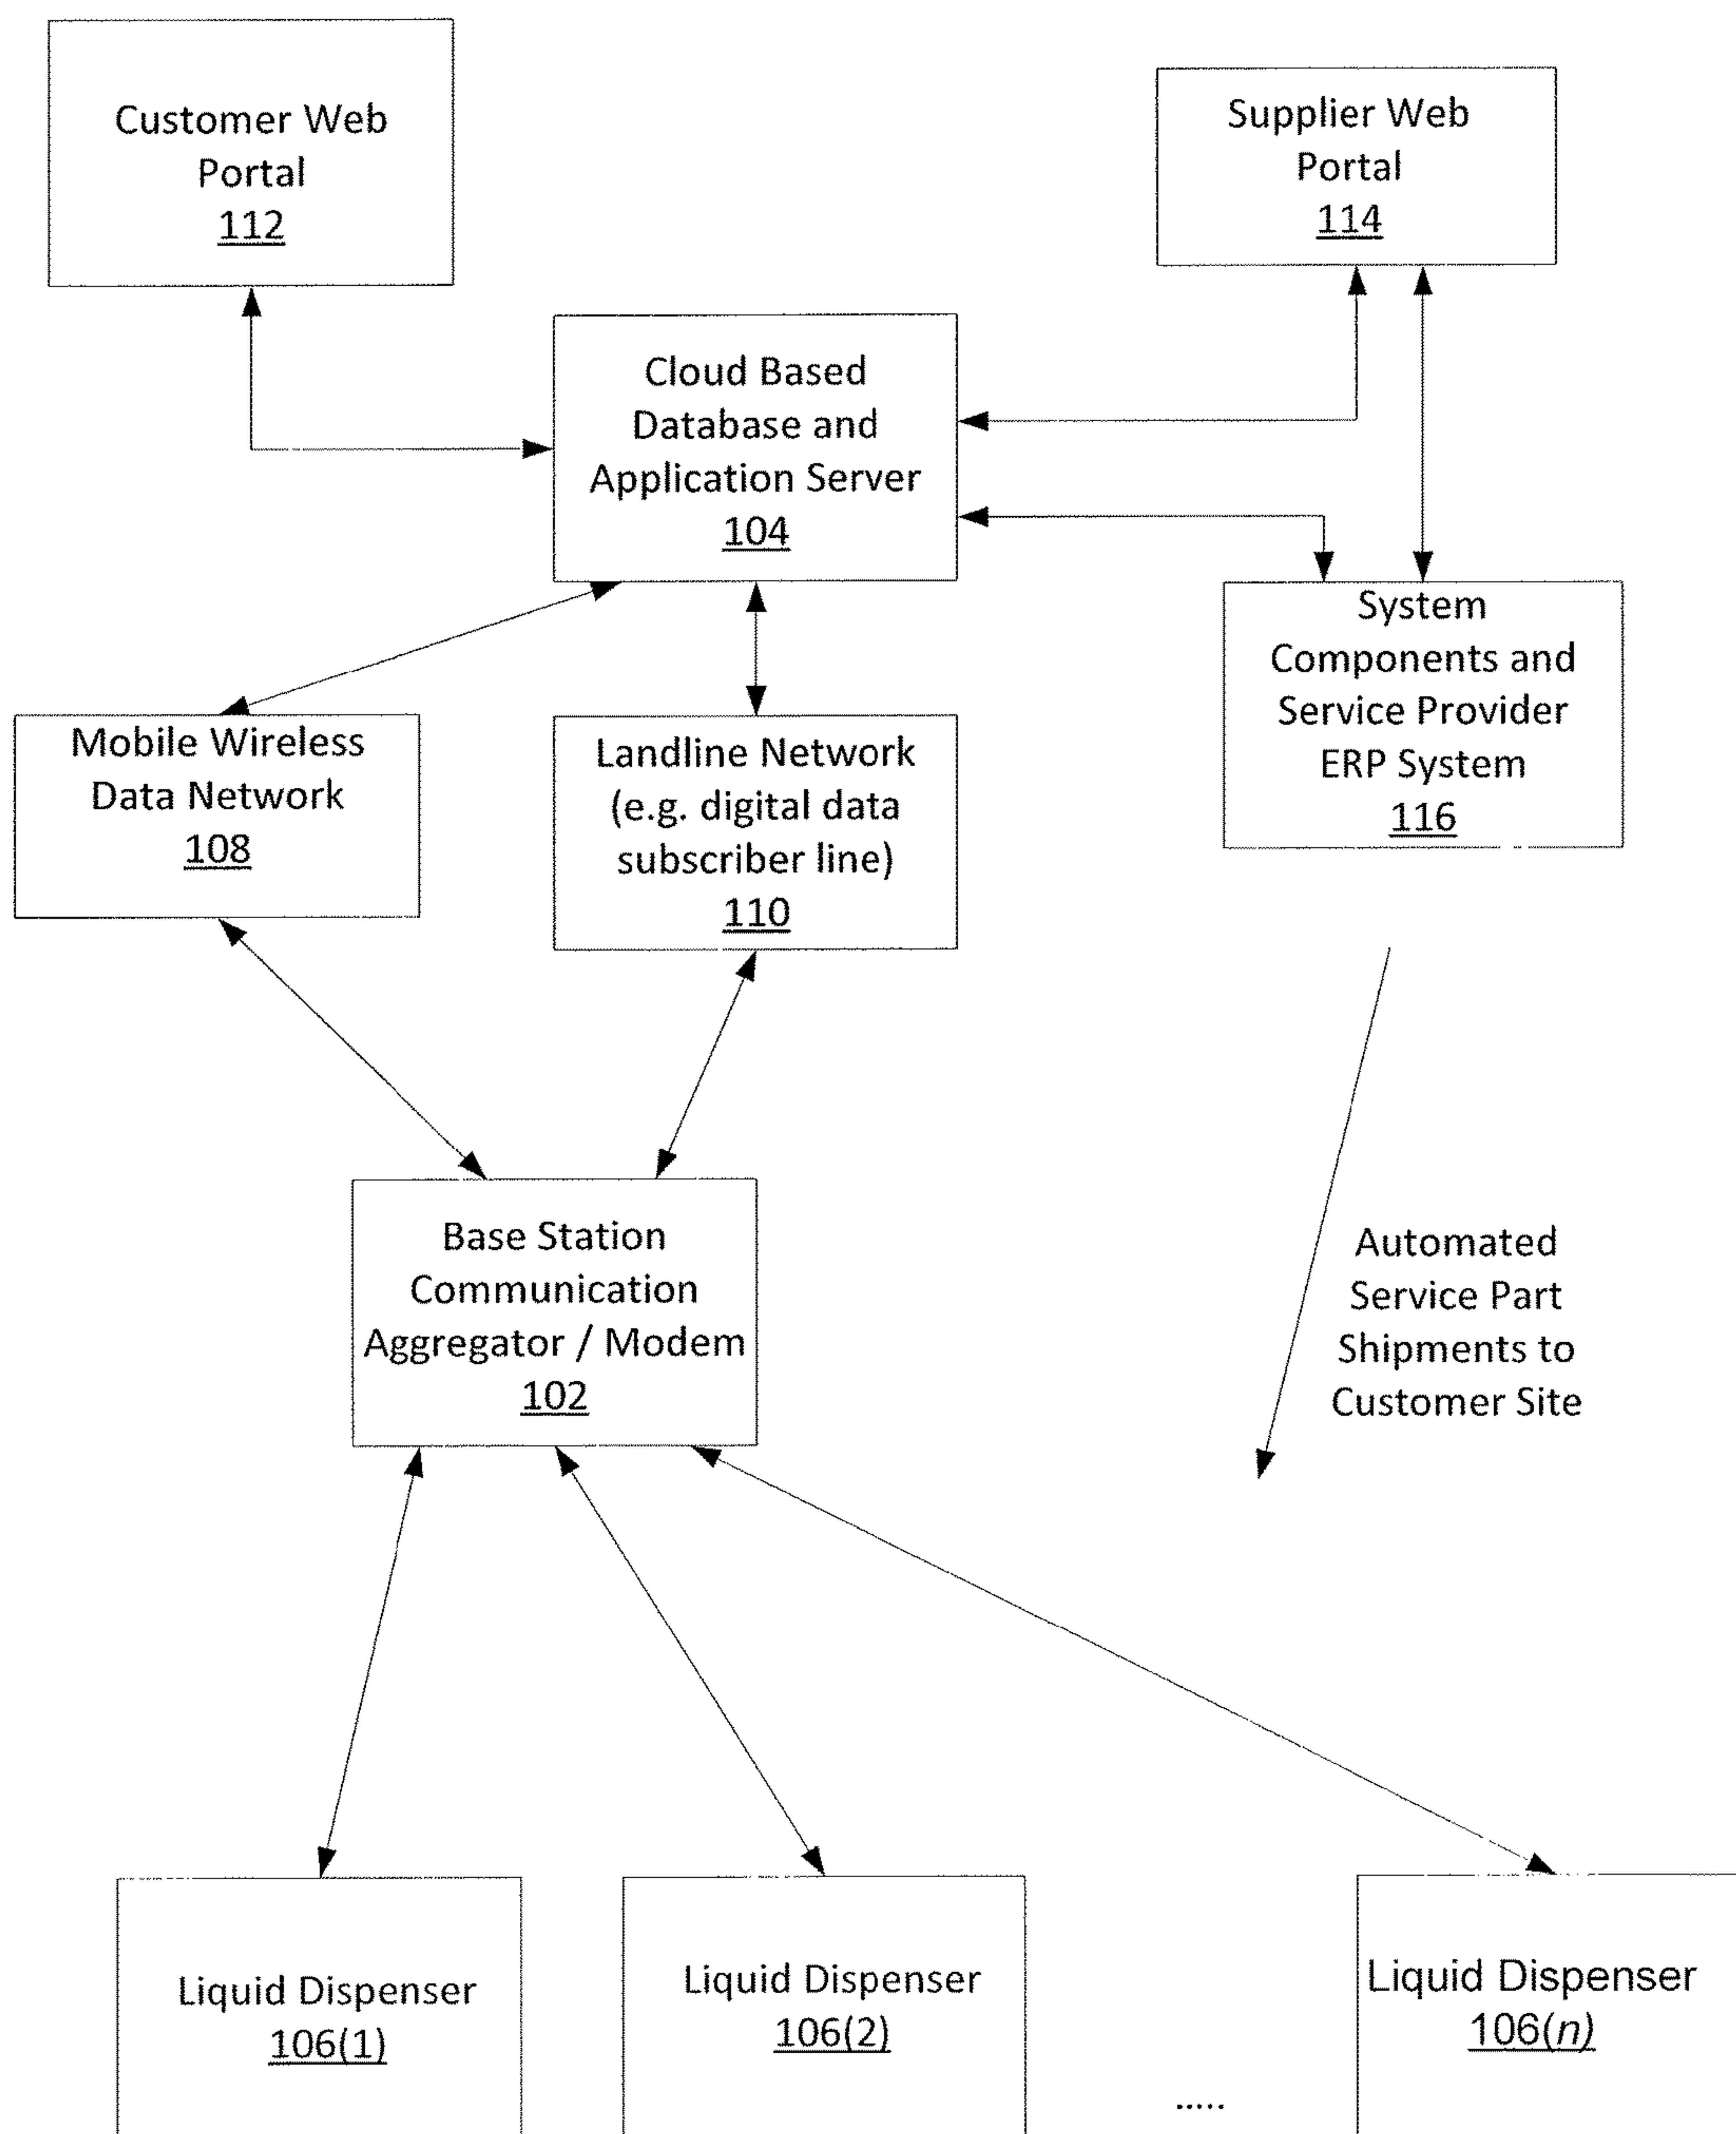 Customer Web
Portal
112
Supplier Web
Portal
114
Cloud Based
Database and
Application Server
104
System
Components and
Service Provider
ERP System
116
Mobile Wireless
Data Network
108
Landline Network
(e.g. digital data
subscriber line)
110
Base Station
Communication
Aggregator / Modem
102
Automated
Service Part
Shipments to
Customer Site
Liquid Dispenser
106(1)
Liquid Dispenser
106(2)
.....
Liquid Dispenser
106(n)